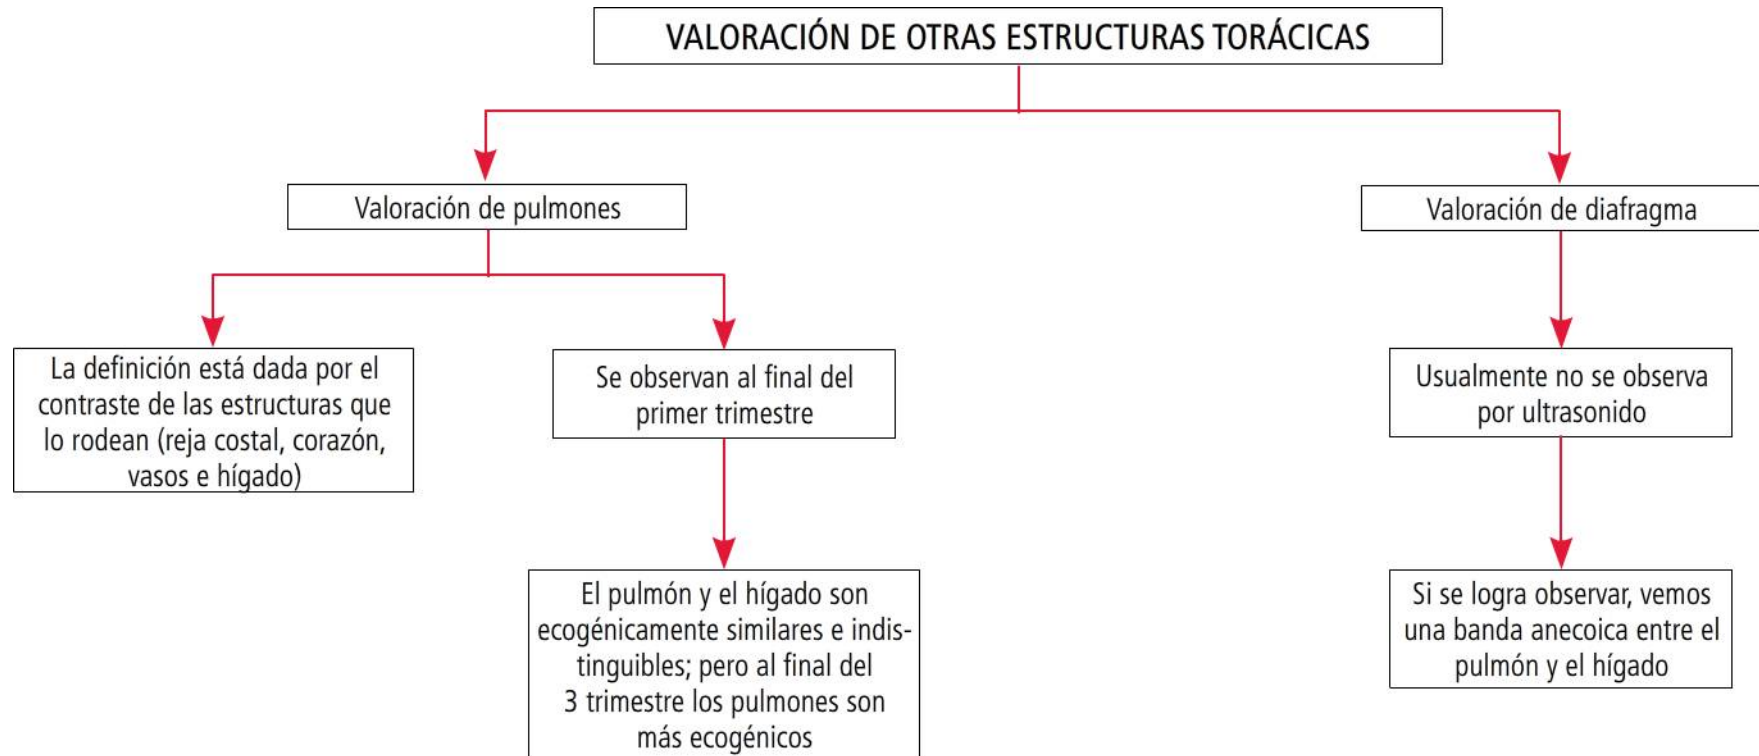 VALORACIÓN DE OTRAS ESTRUCTURAS TORÁCICAS
Valoración de pulmones
Valoración de diafragma
La definición está dada por el
contraste de las estructuras que
lo rodean (reja costal, corazón,
vasos e hígado)
Se observan al final del
primer trimestre
Usualmente no se observa
por ultrasonido
El pulmón y el hígado son
ecogénicamente similares e indis-
tinguibles; pero al final del
3 trimestre los pulmones son
más ecogénicos
Si se logra observar, vemos
una banda anecoica entre el
pulmón y el hígado